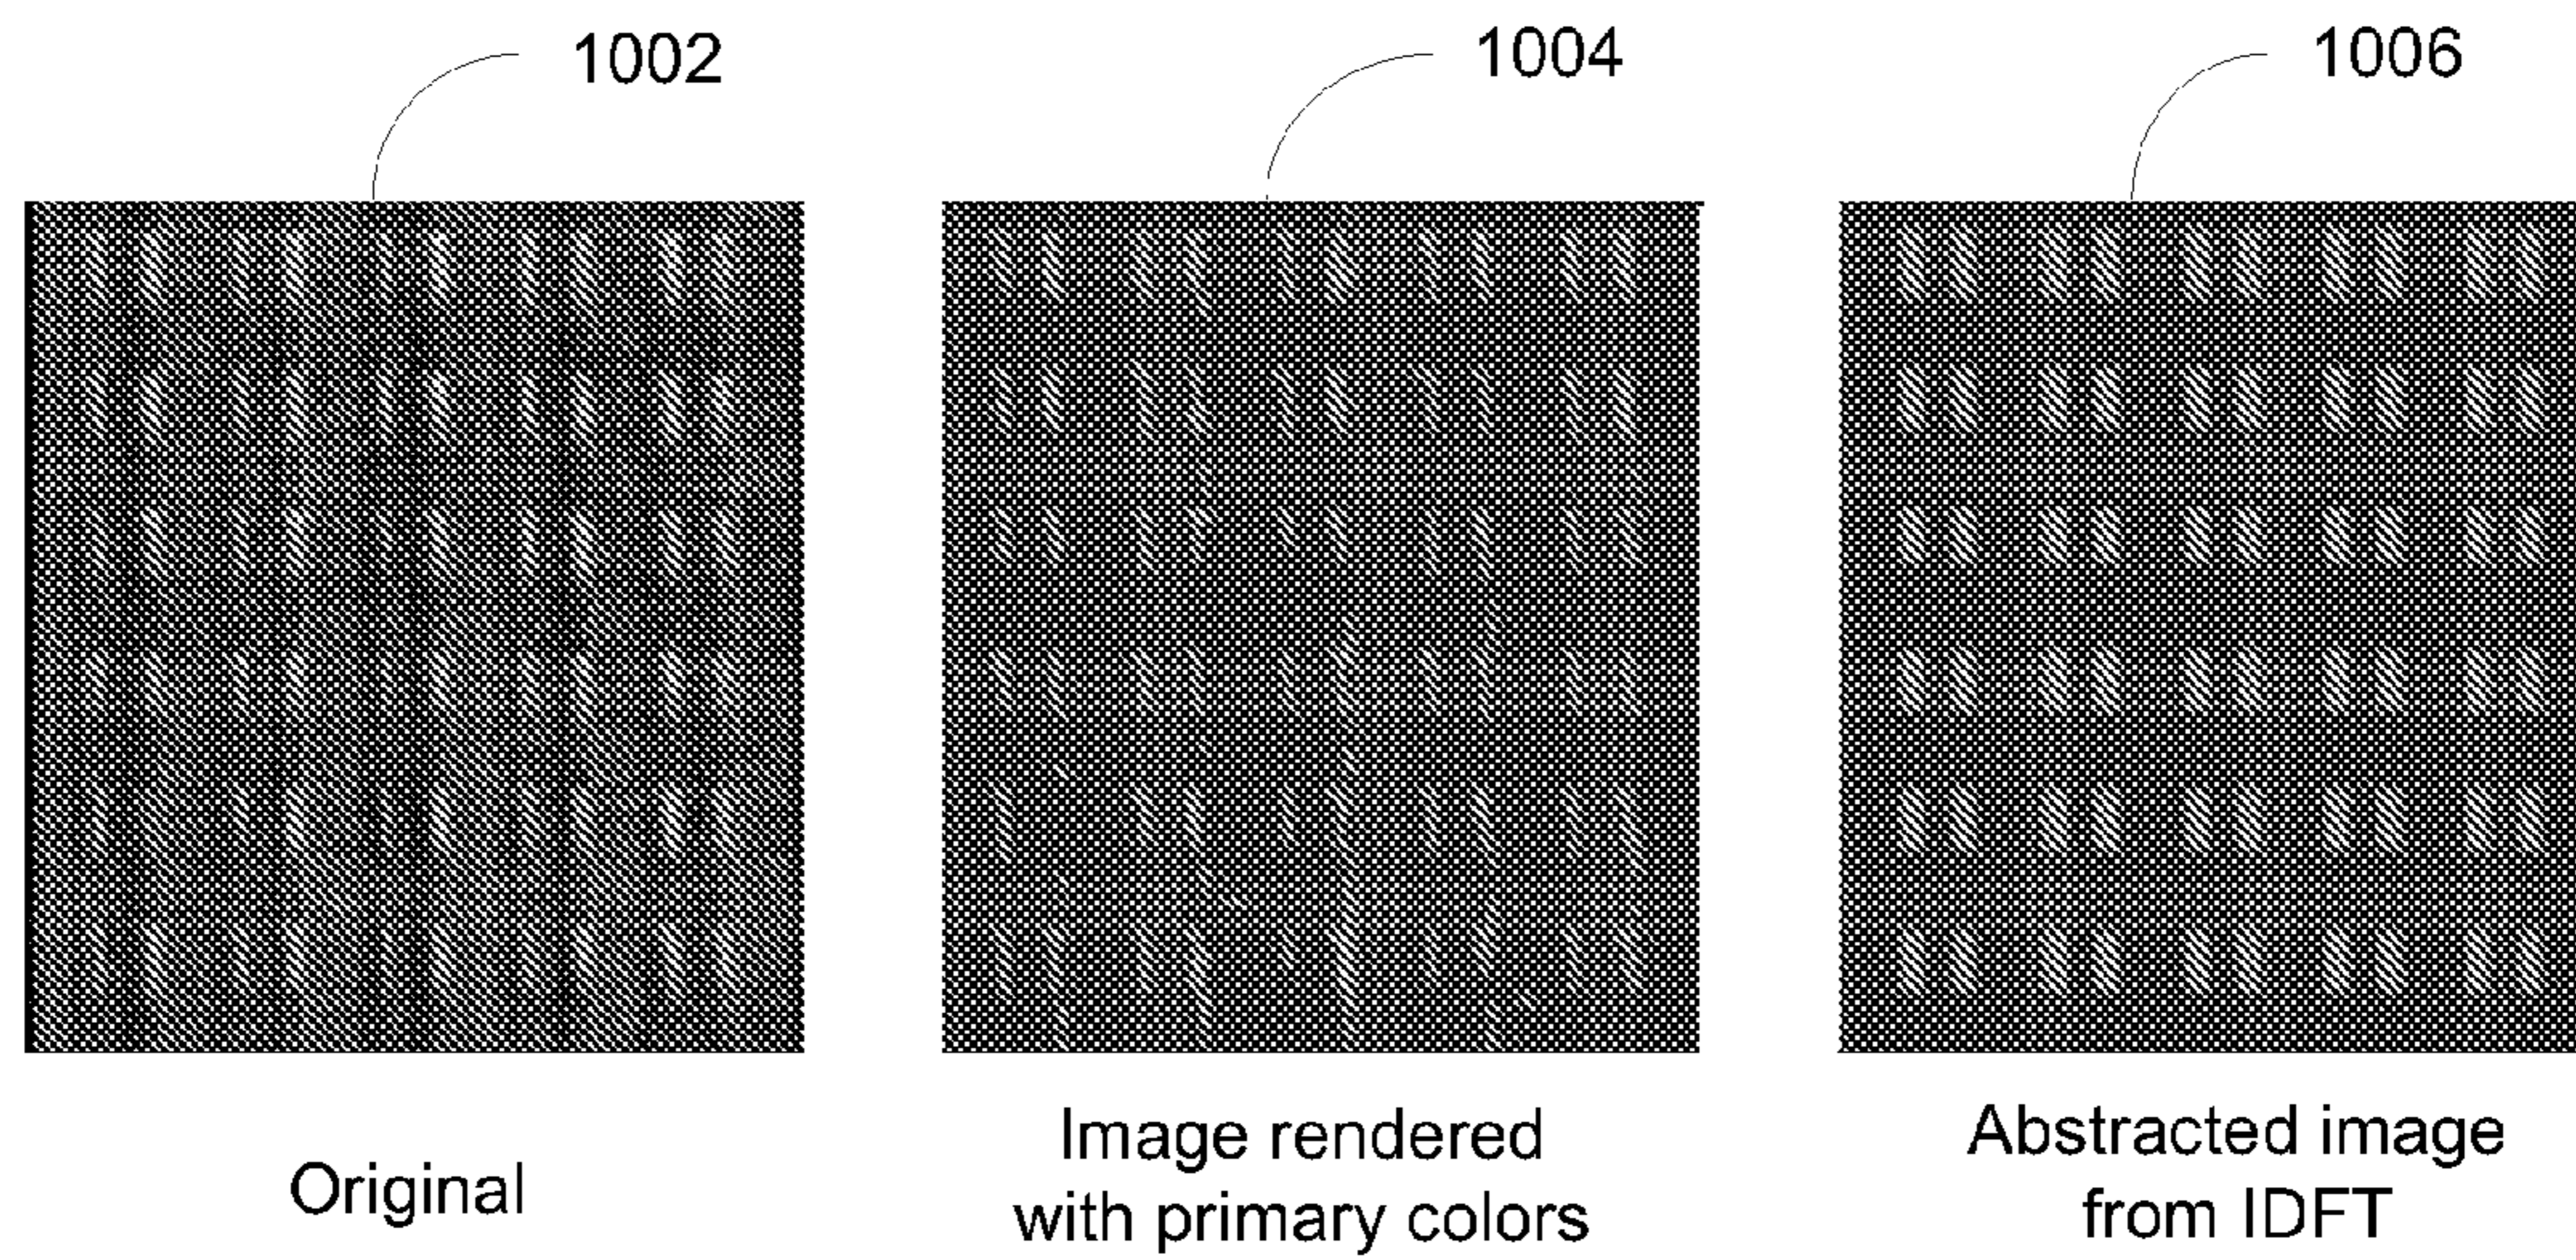 1002
1004
1006
Original
Image rendered
with primary colors
Abstracted image
from IDFT